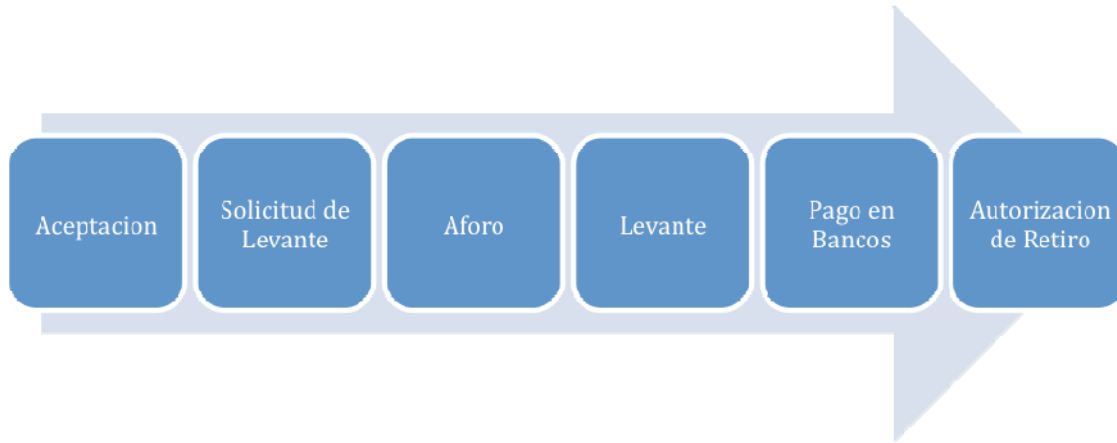 Aceptacion
Solicitud de
Levante
Aforo
Levante
Pago en
Bancos
Autorizacion
de Retiro